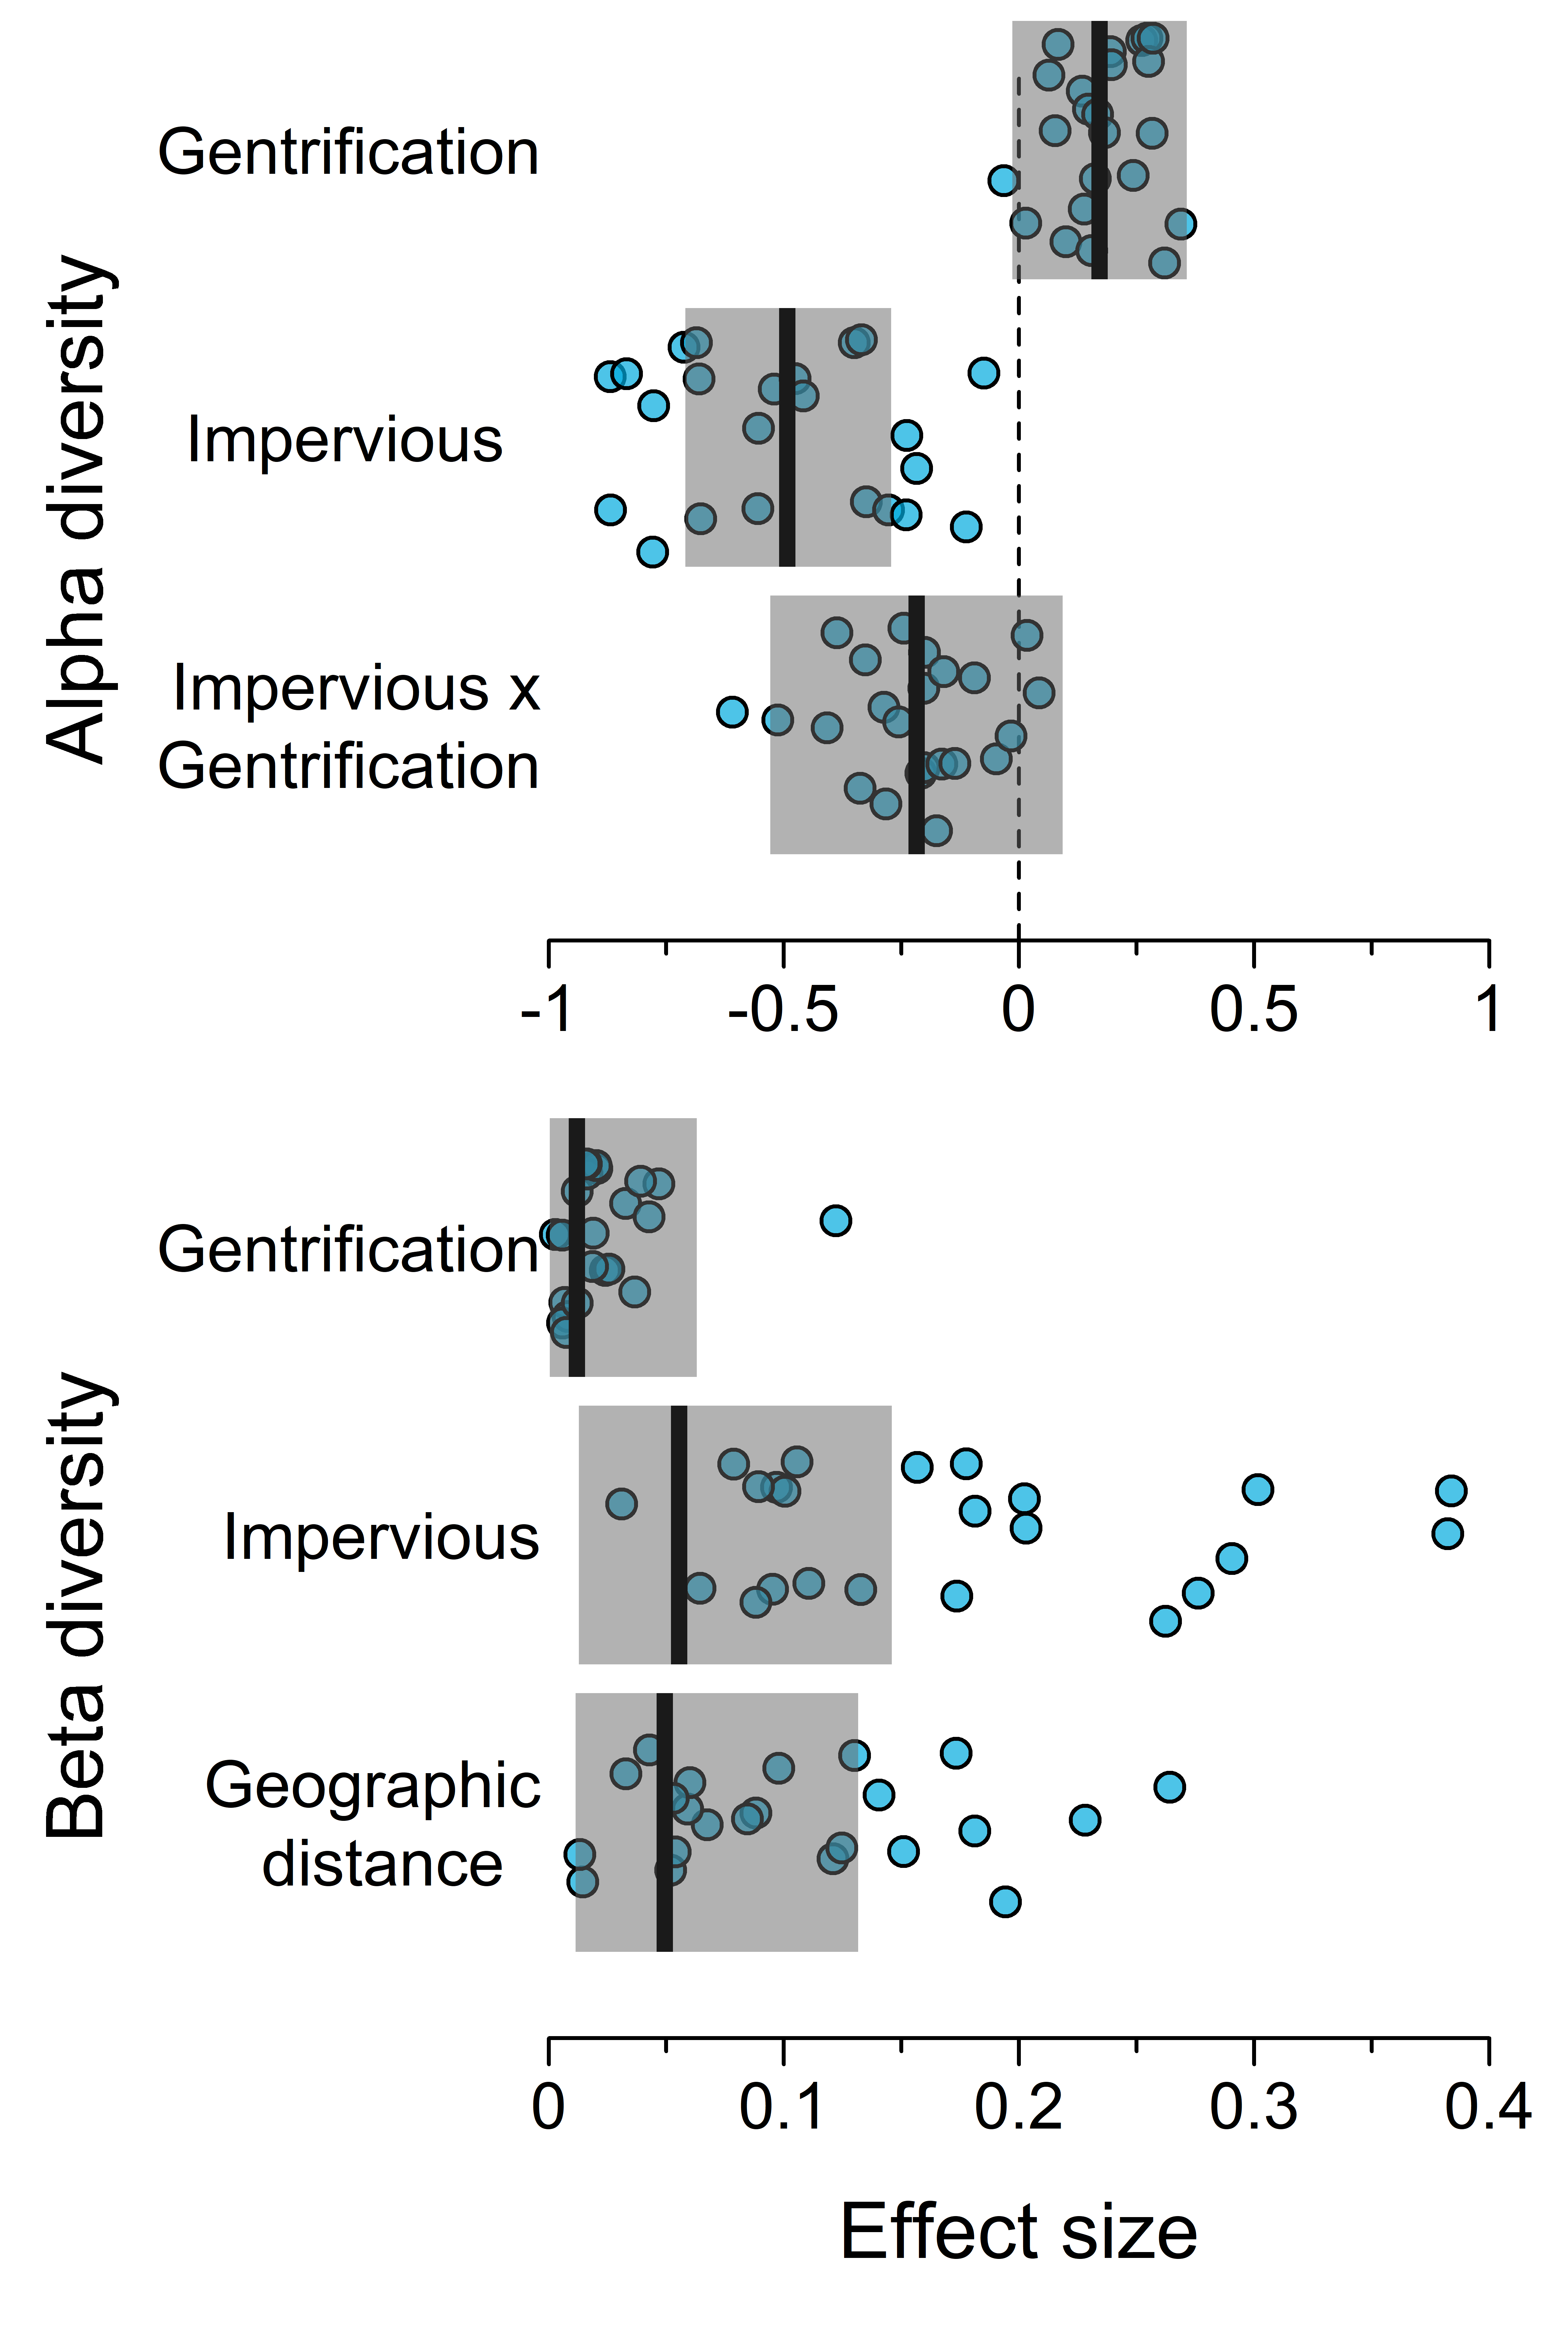 Alpha diversity
Gentrification
Impervious
Impervious x
Gentrification
-1 -0.5 0 0.5 1
Beta diversity
Gentrification
Impervious
Geographic
distance
0 0.1 0.2 0.3 0.4
Effect size